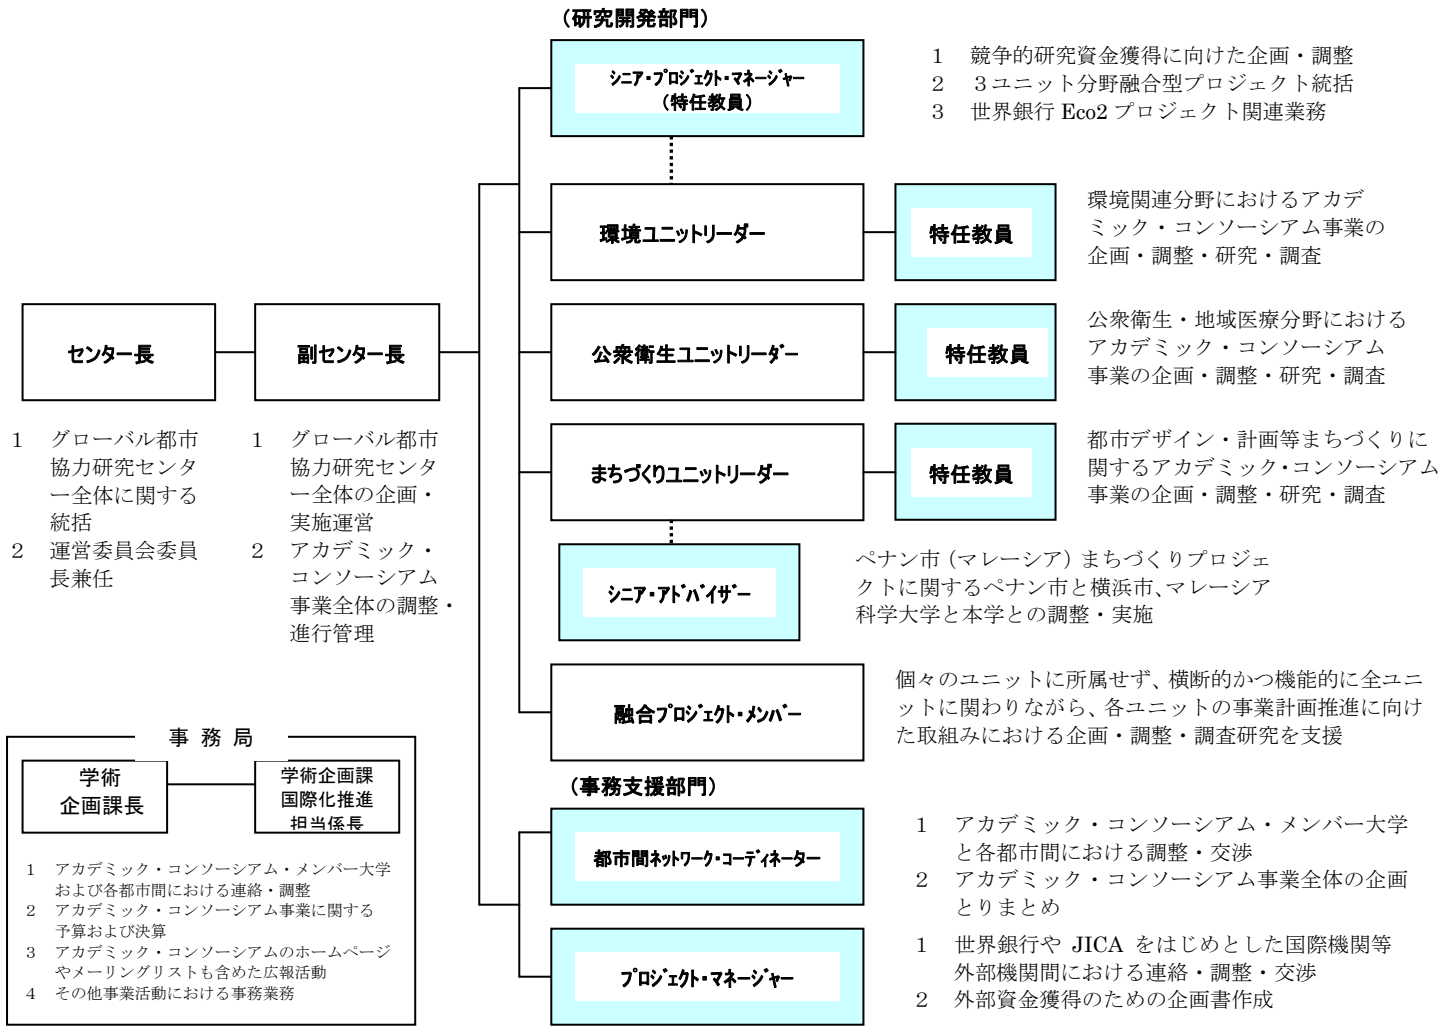 （研究開発部門）
シニア・プロジェクト・マネージャー
（特任教員）
1 競争的研究資金獲得に向けた企画・調整
2 ３ユニット分野融合型プロジェクト統括
3 世界銀行 Eco2 プロジェクト関連業務
環境ユニットリーダー
特任教員
環境関連分野におけるアカデ
ミック・コンソーシアム事業の
企画・調整・研究・調査
センター長
副センター長
公衆衛生ユニットリーダー
特任教員
公衆衛生・地域医療分野における
アカデミック・コンソーシアム
事業の企画・調整・研究・調査
1 グローバル都市
協力研究センタ
ー全体に関する
統括
2 運営委員会委員
長兼任
1 グローバル都市
協力研究センタ
ー全体の企画・
実施運営
2 アカデミック・
コンソーシアム
事業全体の調整・
進行管理
まちづくりユニットリーダー
特任教員
都市デザイン・計画等まちづくりに
関するアカデミック・コンソーシアム
事業の企画・調整・研究・調査
シニア・アドバイザー
ペナン市（マレーシア）まちづくりプロジェ
クトに関するペナン市と横浜市、マレーシア
科学大学と本学との調整・実施
融合プロジェクト・メンバー
個々のユニットに所属せず、横断的かつ機能的に全ユニ
ットに関わりながら、各ユニットの事業計画推進に向け
た取組みにおける企画・調整・調査研究を支援
事 務 局
学術
企画課長
学術企画課
国際化推進
担当係長
1 アカデミック・コンソーシアム・メンバー大学
および各都市間における連絡・調整
2 アカデミック・コンソーシアム事業に関する
予算および決算
3 アカデミック・コンソーシアムのホームページ
やメーリングリストも含めた広報活動
4 その他事業活動における事務業務
（事務支援部門）
都市間ネットワーク・コーディネーター
1 アカデミック・コンソーシアム・メンバー大学
と各都市間における調整・交渉
2 アカデミック・コンソーシアム事業全体の企画
とりまとめ
プロジェクト・マネージャー
1 世界銀行や JICA をはじめとした国際機関等
外部機関間における連絡・調整・交渉
2 外部資金獲得のための企画書作成